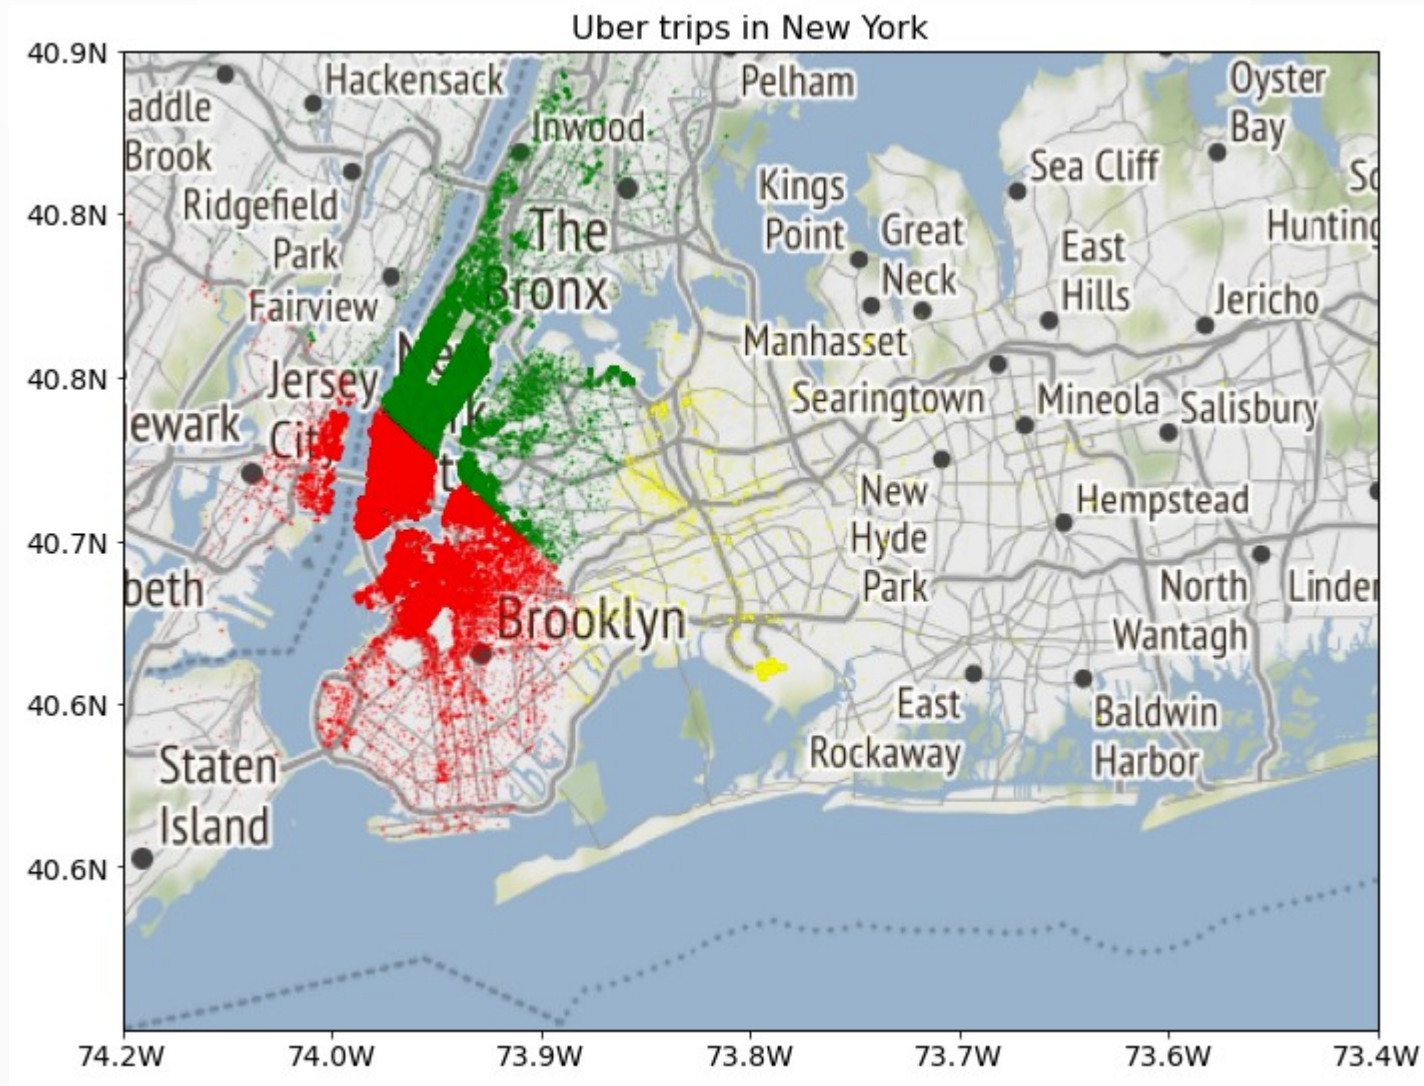 Uber trips in New York
40.9N
Hackensack
Pelham
Oyster
Bay
addle
Brook
Inwood
Sea Cliff
Kings
Point
Ridgefield
Park
40.8N
The
Bronx
Great
Neck
East
Hills
Hunting
Fairview
Jericho
Manhasset
40.8N
Jersey
City
Searingtown
Mineola
Salisbury
ewark
New
Hyde
Park
Hempstead
40.7N
beth
Brooklyn
North
Wantagh
Linden
40.6N
East
Rockaway
Baldwin
Harbor
Staten
Island
40.6N
74.2W
74.0W
73.9W
73.8W
73.7W
73.6W
73.4W